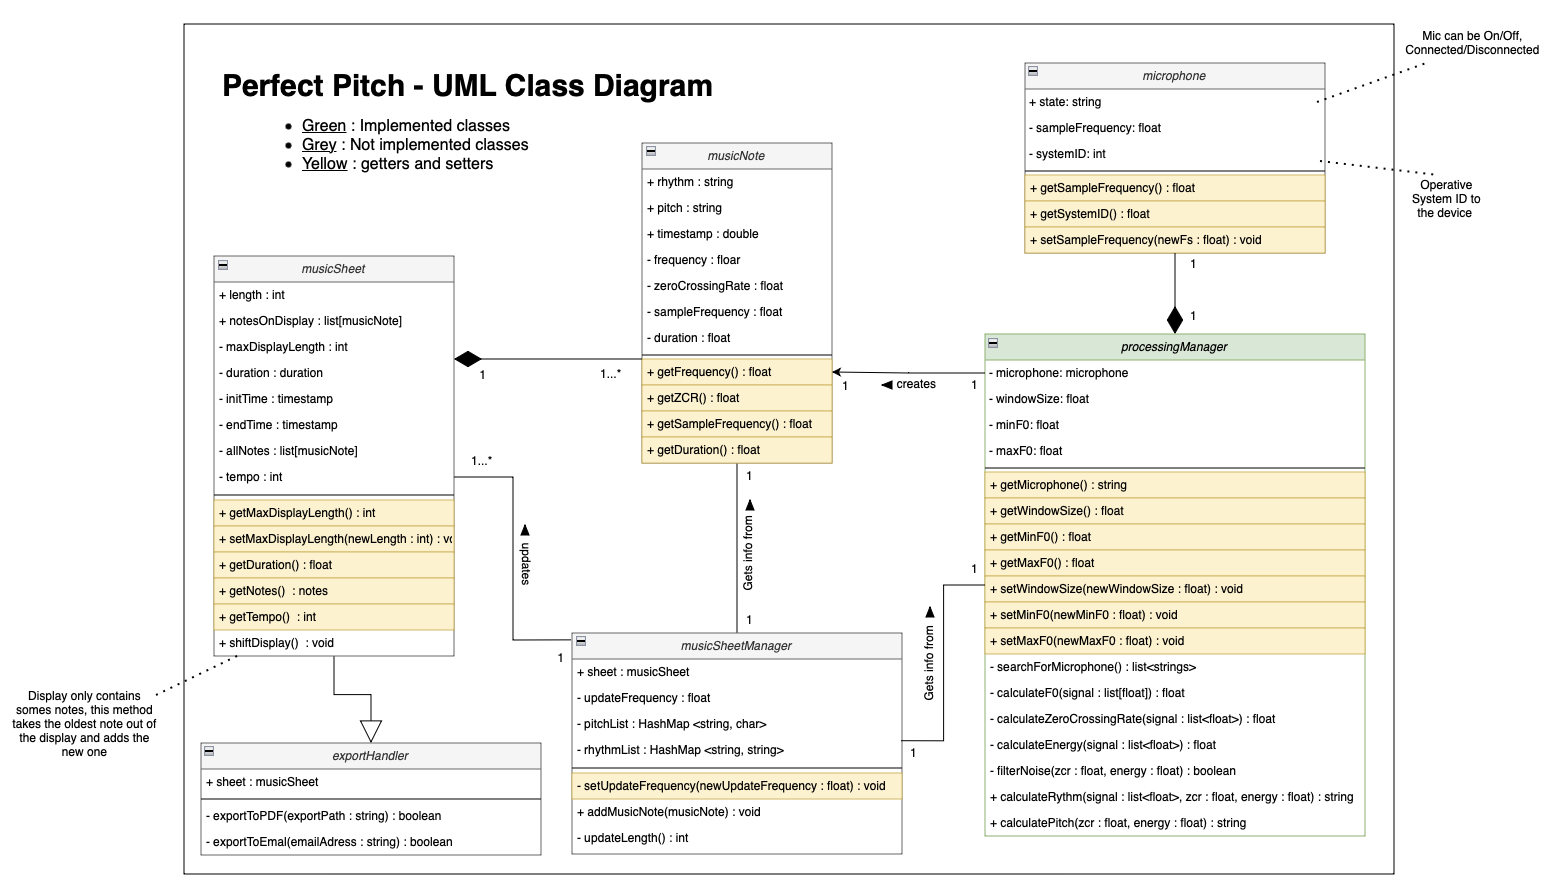 Perfect Pitch - UML Class Diagram
Green : Implemented classes
Grey : Not implemented classes
Yellow : getters and setters
Mic can be On/Off,
Connected/Disconnected
microphone
+ state: string
- sampleFrequency: float
- systemID: int
+ getSampleFrequency() : float
+ getSystemID() : float
+ setSampleFrequency(newFs : float) : void
Operative
System ID to
the device
1
1
musicNote
+ rhythm : string
+ pitch : string
+ timestamp : double
- frequency : floar
- zeroCrossingRate : float
- sampleFrequency : float
- duration : float
+ getFrequency() : float
+ getZCR() : float
+ getSampleFrequency() : float
+ getDuration() : float
musicSheet
+ length : int
+ notesOnDisplay : list[musicNote]
- maxDisplayLength : int
- duration : duration
- initTime : timestamp
- endTime : timestamp
- allNotes : list[musicNote]
- tempo : int
+ getMaxDisplayLength() : int
+ setMaxDisplayLength(newLength : int) : vo
+ getDuration() : float
+ getNotes() : notes
+ getTempo() : int
+ shiftDisplay() : void
1
1...*
1
creates
1
processingManager
- microphone: microphone
- windowSize: float
- minF0: float
- maxF0: float
+ getMicrophone() : string
+ getWindowSize() : float
+ getMinF0() : float
+ getMaxF0() : float
+ setWindowSize(newWindowSize : float) : void
+ setMinF0(newMinF0 : float) : void
+ setMaxF0(newMaxF0 : float) : void
- searchForMicrophone() : list<strings>
- calculateF0(signal : list[float]) : float
- calculateZeroCrossingRate(signal : list<float>) : float
- calculateEnergy(signal : list<float>) : float
- filterNoise(zcr : float, energy : float) : boolean
+ calculateRythm(signal : list<float>, zcr : float, energy : float) : string
+ calculatePitch(zcr : float, energy : float) : string
1...*
updates
1
1
Gets info from
1
1
Gets info from
1
musicSheetManager
+ sheet : musicSheet
- updateFrequency : float
- pitchList : HashMap <string, char>
- rhythmList : HashMap <string, string>
- setUpdateFrequency(newUpdateFrequency : float) : void
+ addMusicNote(musicNote) : void
- updateLength() : int
Display only contains
somes notes, this method
takes the oldest note out of
the display and adds the
new one
exportHandler
+ sheet : musicSheet
- exportToPDF(exportPath : string) : boolean
- exportToEmal(emailAdress : string) : boolean